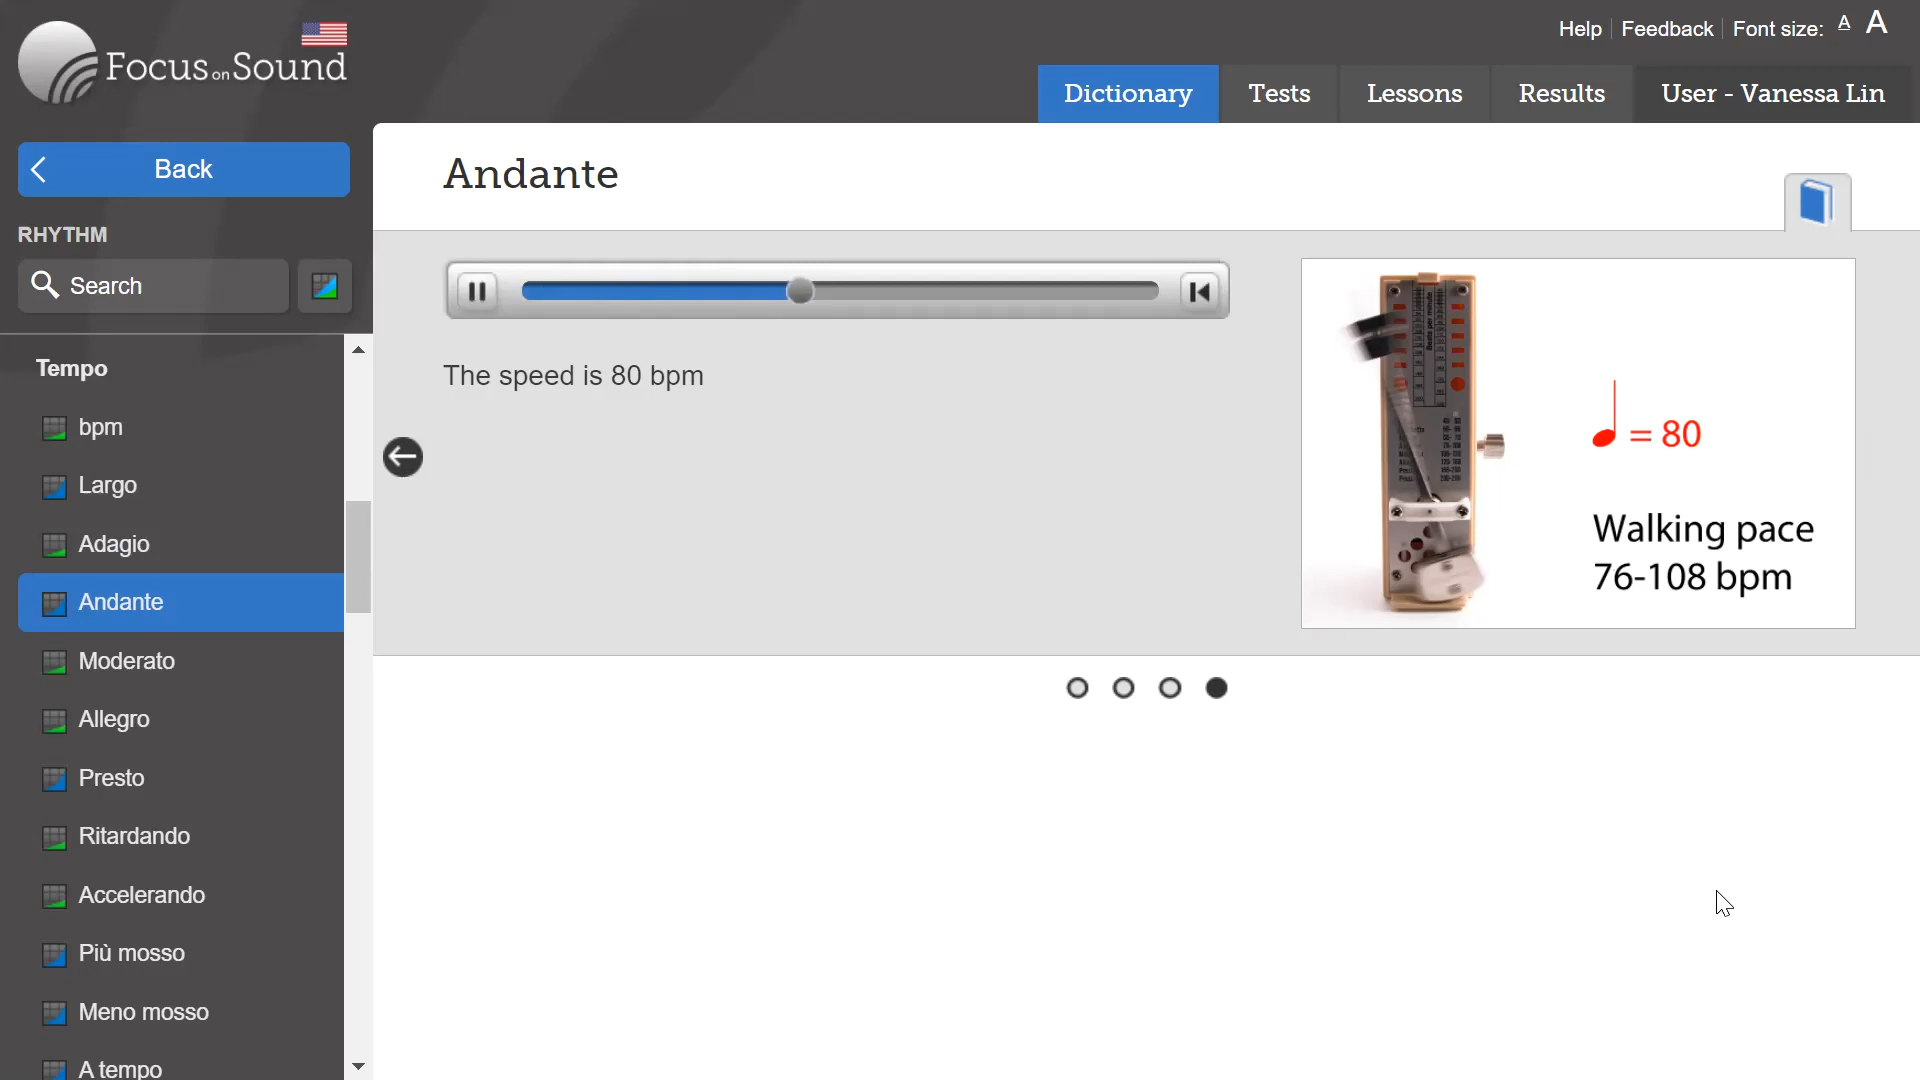 Focus on Sound
Help
Feedback
Font size: A A
Dictionary
Tests
Lessons
Results
User - Vanessa Lin
Back
RHYTHM
Search
Tempo
bpm
Largo
Adagio
Andante
Moderato
Allegro
Presto
Ritardando
Accelerando
Più mosso
Meno mosso
A tempo
Andante
The speed is 80 bpm
= 80
Walking pace
76-108 bpm